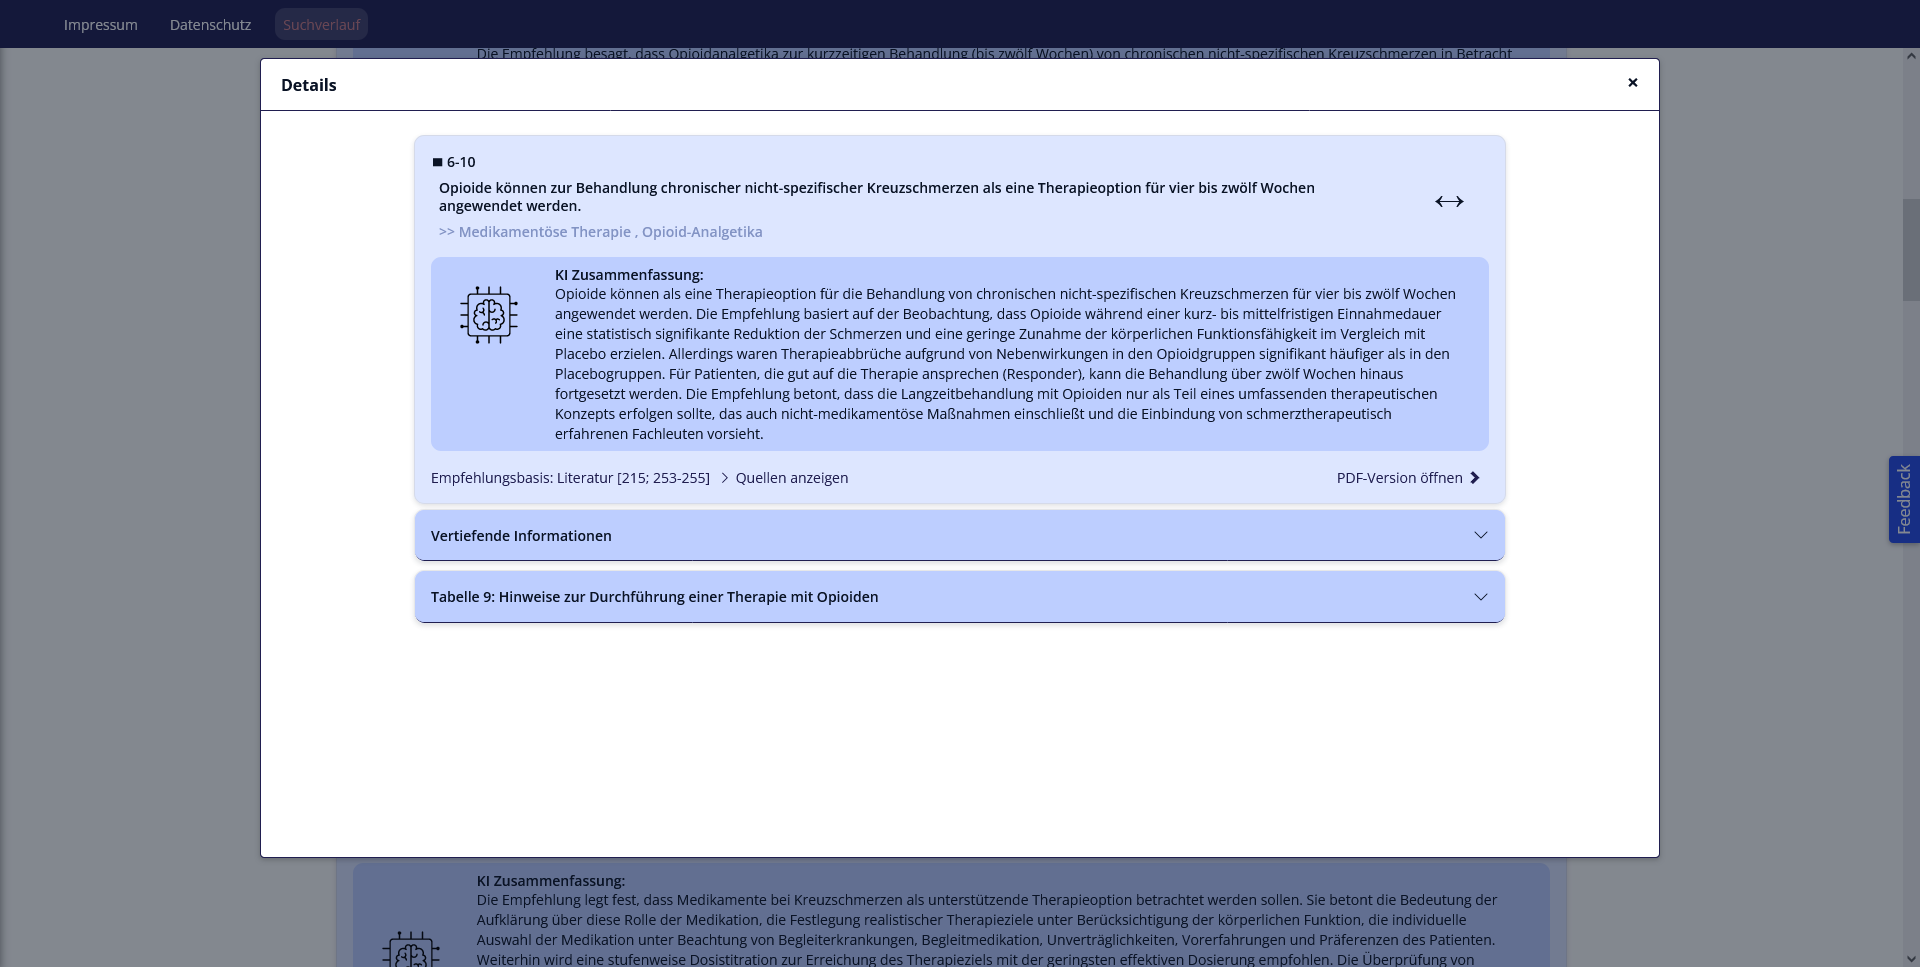 Impressum
Datenschutz
Suchverlauf
Die Empfehlung besagt, dass Opioidanalgetika zur kurzzeitigen Behandlung (bis zwölf Wochen) von chronischen nicht-spezifischen Kreuzschmerzen in Betracht
Details
×
6-10
Opioide können zur Behandlung chronischer nicht-spezifischer Kreuzschmerzen als eine Therapieoption für vier bis zwölf Wochen
angewendet werden.
>> Medikamentöse Therapie , Opioid-Analgetika
KI Zusammenfassung:
Opioide können als eine Therapieoption für die Behandlung von chronischen nicht-spezifischen Kreuzschmerzen für vier bis zwölf Wochen
angewendet werden. Die Empfehlung basiert auf der Beobachtung, dass Opioide während einer kurz- bis mittelfristigen Einnahmedauer
eine statistisch signifikante Reduktion der Schmerzen und eine geringe Zunahme der körperlichen Funktionsfähigkeit im Vergleich mit
Placebo erzielen. Allerdings waren Therapieabbrüche aufgrund von Nebenwirkungen in den Opioidgruppen signifikant häufiger als in den
Placebogruppen. Für Patienten, die gut auf die Therapie ansprechen (Responder), kann die Behandlung über zwölf Wochen hinaus
fortgesetzt werden. Die Empfehlung betont, dass die Langzeitbehandlung mit Opioiden nur als Teil eines umfassenden therapeutischen
Konzepts erfolgen sollte, das auch nicht-medikamentöse Maßnahmen einschließt und die Einbindung von schmerztherapeutisch
erfahrenen Fachleuten vorsieht.
Empfehlungsbasis: Literatur [215; 253-255]
Quellen anzeigen
PDF-Version öffnen
Vertiefende Informationen
Tabelle 9: Hinweise zur Durchführung einer Therapie mit Opioiden
Feedback
KI Zusammenfassung:
Die Empfehlung legt fest, dass Medikamente bei Kreuzschmerzen als unterstützende Therapieoption betrachtet werden sollen. Sie betont die Bedeutung der
Aufklärung über diese Rolle der Medikation, die Festlegung realistischer Therapieziele unter Berücksichtigung der körperlichen Funktion, die individuelle
Auswahl der Medikation unter Beachtung von Begleiterkrankungen, Begleitmedikation, Unverträglichkeiten, Vorerfahrungen und Präferenzen des Patienten.
Weiterhin wird eine stufenweise Dosistitration zur Erreichung des Therapieziels mit der geringsten effektiven Dosierung empfohlen. Die Überprüfung von